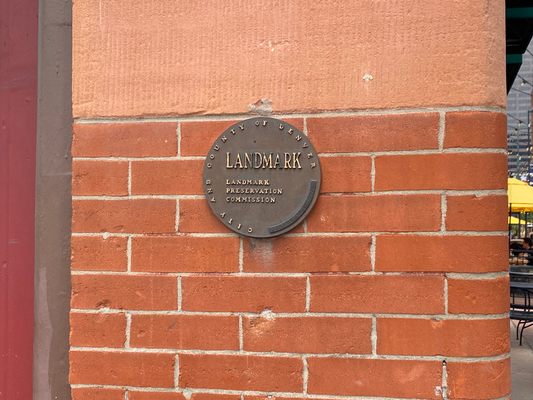 CITY AND COUNTY OF DENVER
LANDMARK
LANDMARK
PRESERVATION
COMMISSION